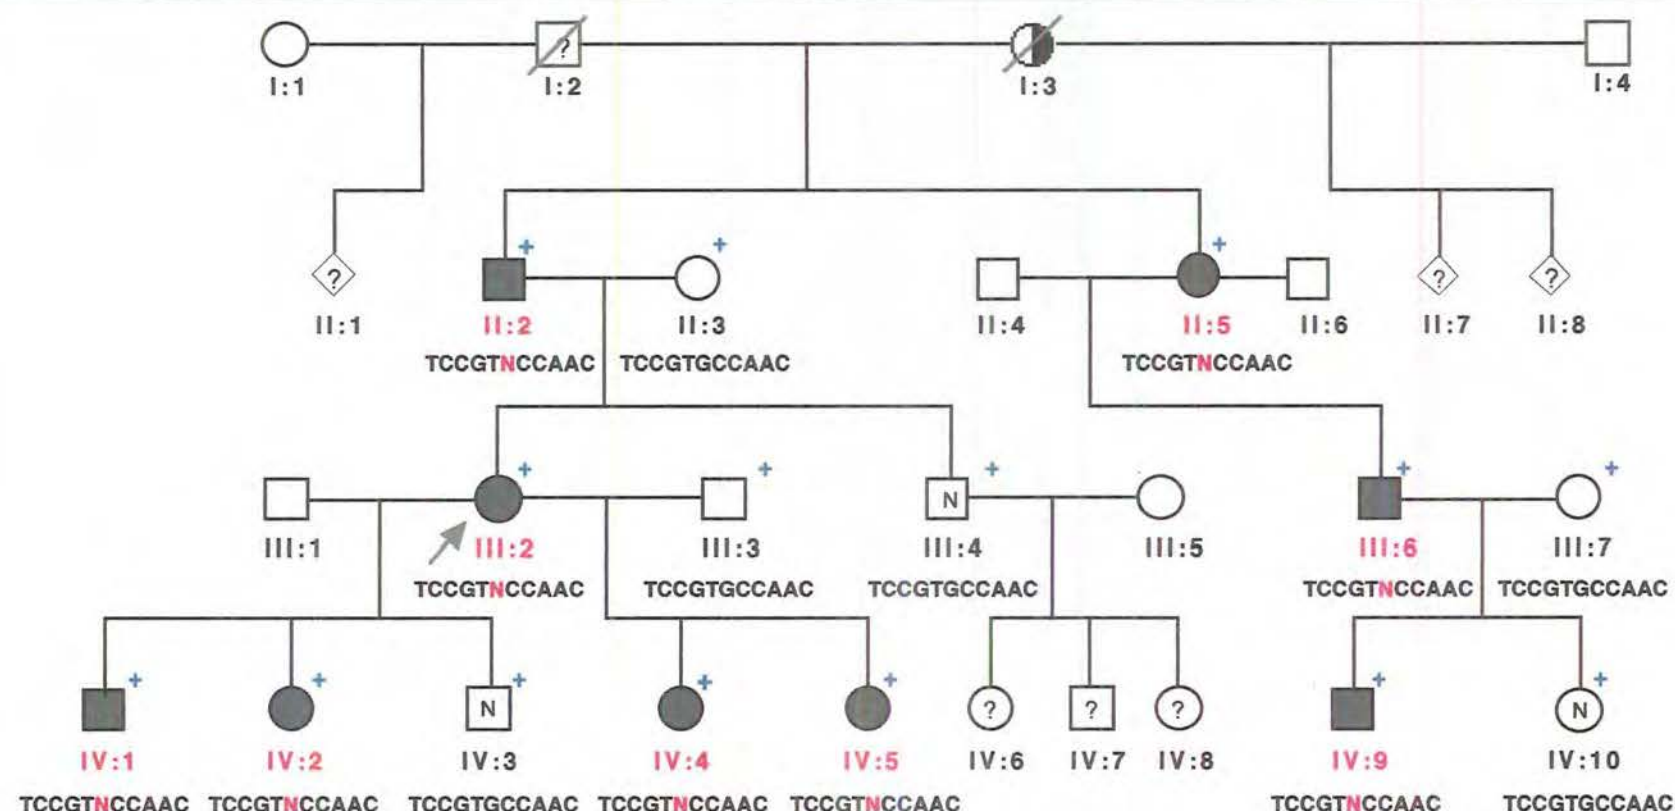 ?
I:1 I:2 I:3 I:4
+ + +
? ? ?
II:1 II:2 II:3 II:4 II:5 II:6 II:7 II:8
TCCGTNCCAAC TCCGTGCCAAC TCCGTNCCAAC
+ + + + +
N
III:1 III:2 III:3 III:4 III:5 III:6 III:7
TCCGTNCCAAC TCCGTGCCAAC TCCGTGCCAAC TCCGTNCCAAC TCCGTGCCAAC
+ + + + + + +
N ? ? ? N
IV:1 IV:2 IV:3 IV:4 IV:5 IV:6 IV:7 IV:8 IV:9 IV:10
TCCGTNCCAAC TCCGTNCCAAC TCCGTGCCAAC TCCGTNCCAAC TCCGTNCCAAC TCCGTNCCAAC TCCGTGCCAAC